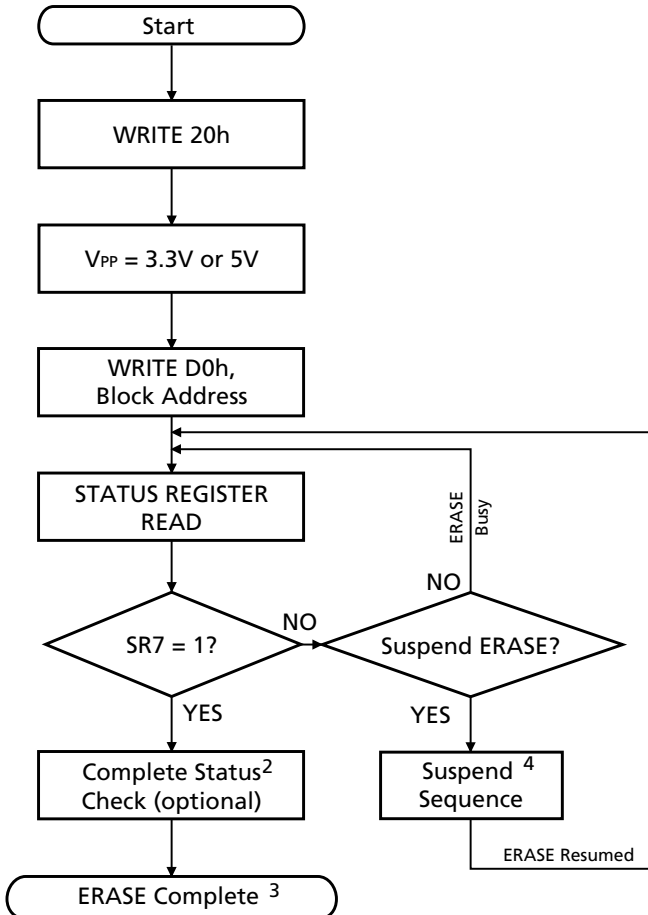 Start
WRITE 20h
VPP = 3.3V or 5V
WRITE D0h,
Block Address
STATUS REGISTER
READ
ERASE
Busy
NO
SR7 = 1?
NO
Suspend ERASE?
YES
YES
Complete Status2
Check (optional)
Suspend 4
Sequence
ERASE Resumed
ERASE Complete 3